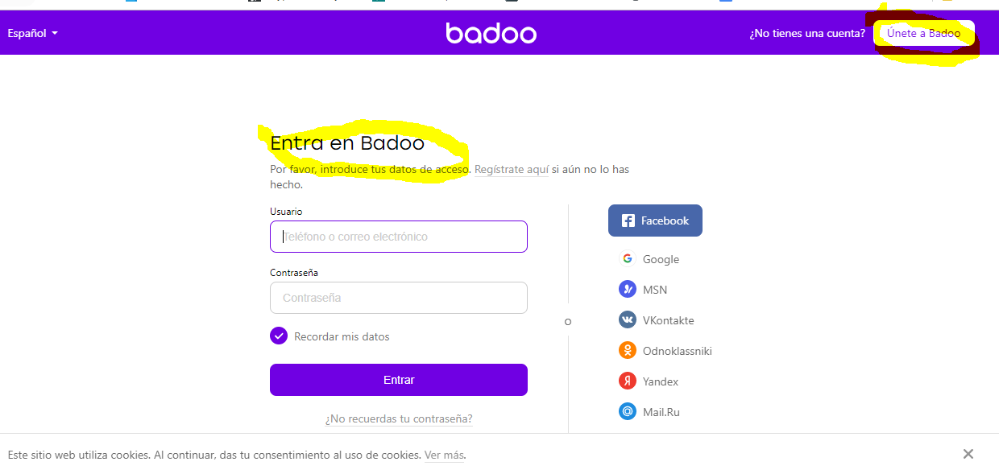 Español
badoo
¿No tienes una cuenta?
Únete a Badoo
Entra en Badoo
Por favor, introduce tus datos de acceso. Regístrate aquí si aún no lo has
hecho.
Usuario
Teléfono o correo electrónico
Contraseña
Contraseña
Recordar mis datos
Entrar
¿No recuerdas tu contraseña?
o
Facebook
Google
MSN
VKontakte
Odnoklassniki
Yandex
Mail.Ru
Este sitio web utiliza cookies. Al continuar, das tu consentimiento al uso de cookies. Ver más.